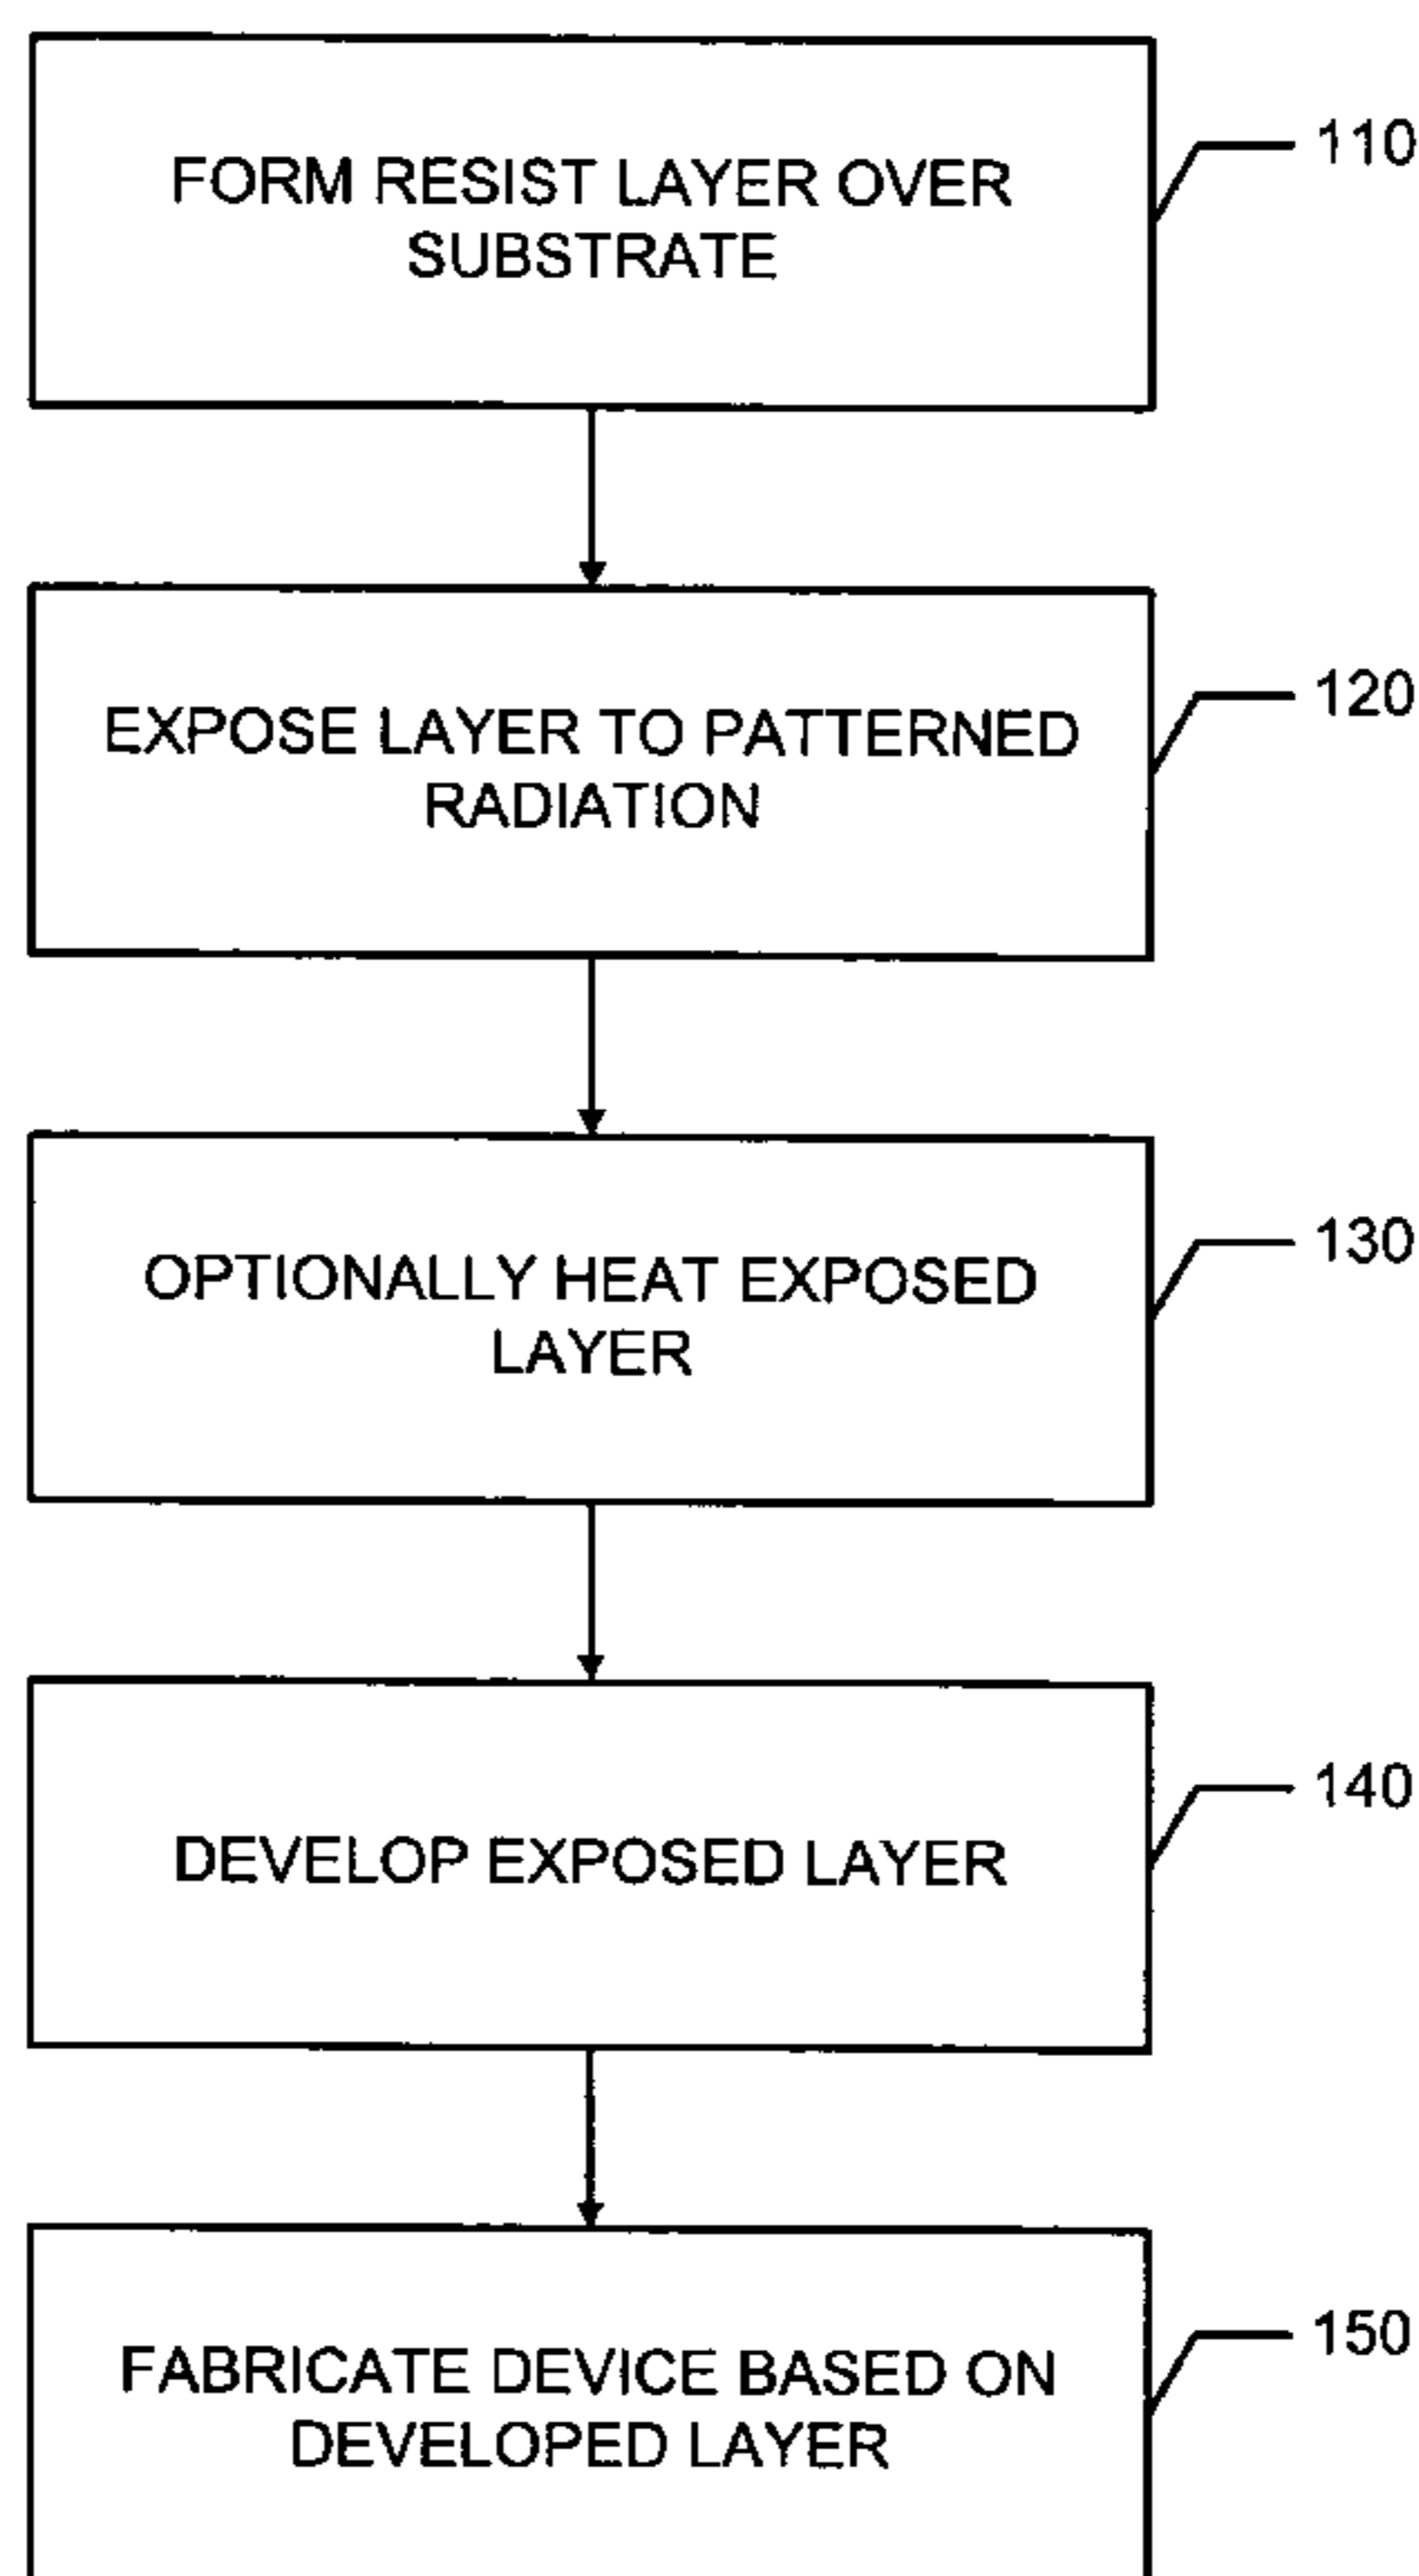 FORM RESIST LAYER OVER
SUBSTRATE
110
EXPOSE LAYER TO PATTERNED
RADIATION
120
OPTIONALLY HEAT EXPOSED
LAYER
130
DEVELOP EXPOSED LAYER
140
FABRICATE DEVICE BASED ON
DEVELOPED LAYER
150